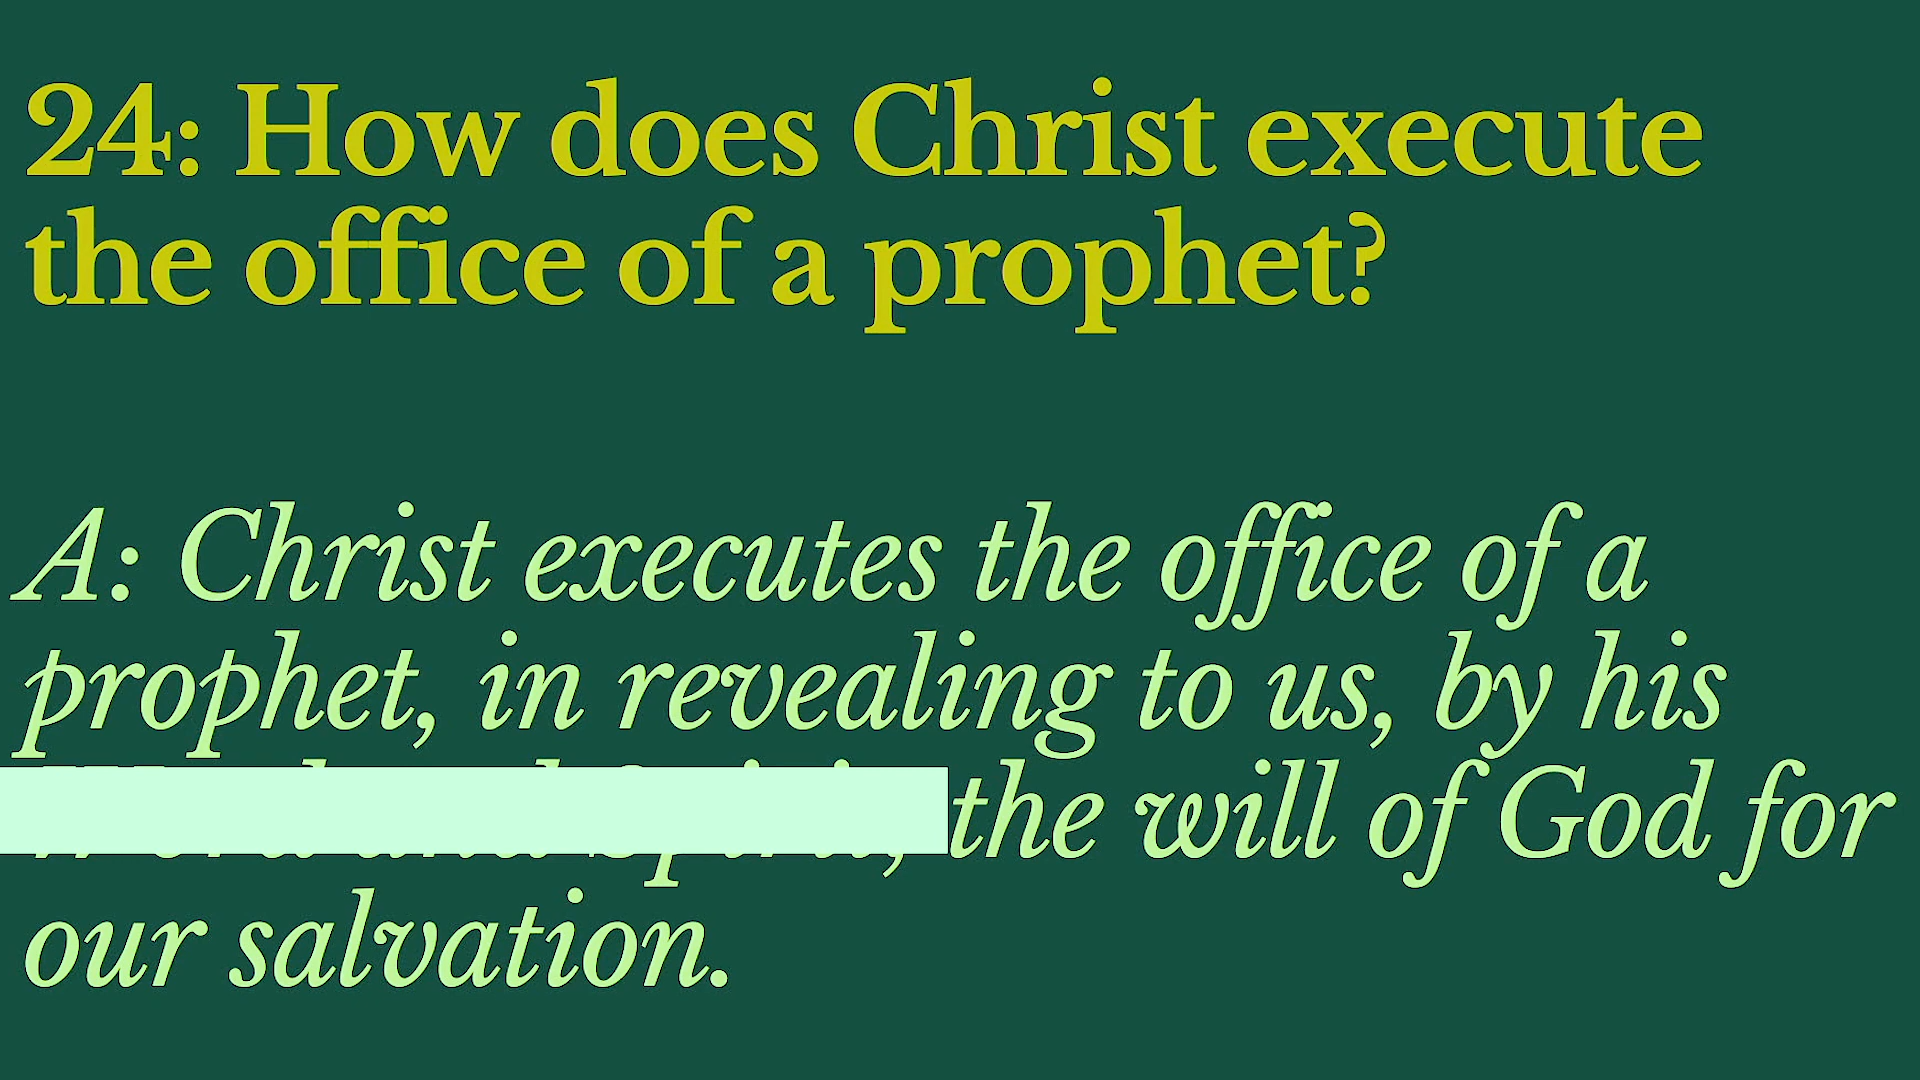 24: How does Christ execute
the office of a prophet?
A: Christ executes the office of a
prophet, in revealing to us, by his
the will of God for
our salvation.